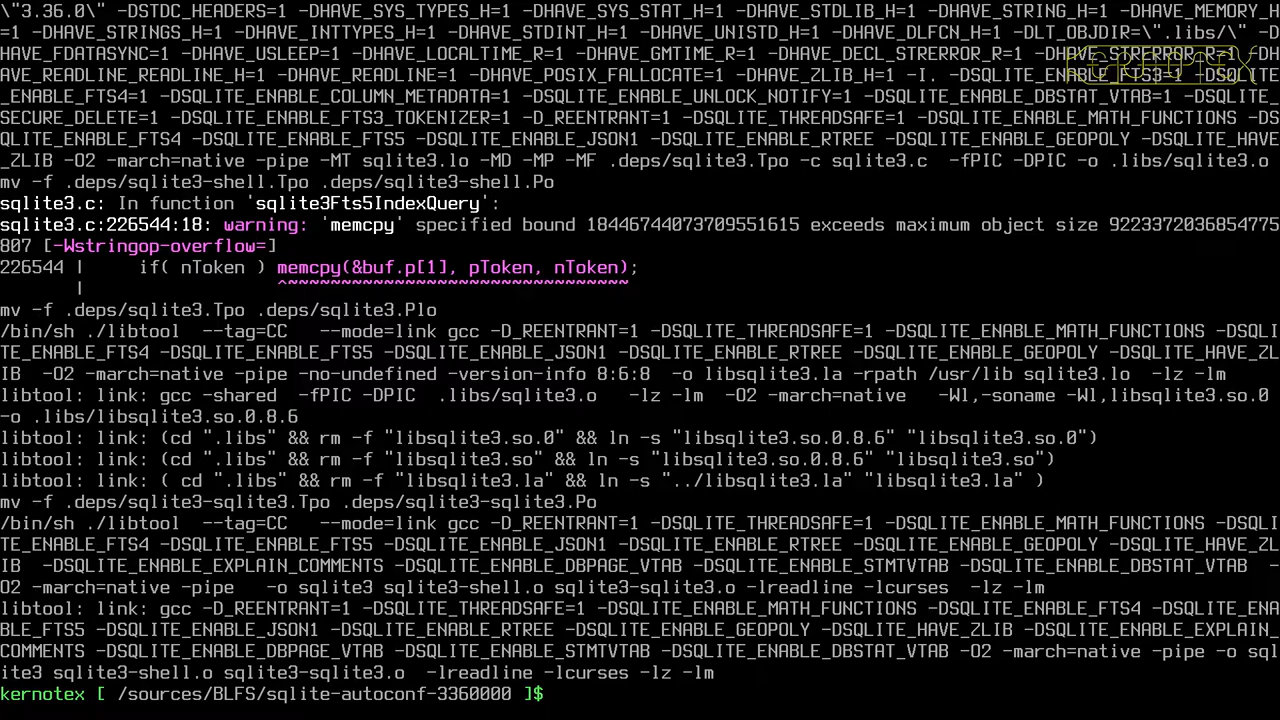 \"3.36.0\" -DSTDC_HEADERS=1 -DHAVE_SYS_TYPES_H=1 -DHAVE_SYS_STAT_H=1 -DHAVE_STDLIB_H=1 -DHAVE_STRING_H=1 -DHAVE_MEMORY_H
=1 -DHAVE_STRINGS_H=1 -DHAVE_INTTYPES_H=1 -DHAVE_STDINT_H=1 -DHAVE_UNISTD_H=1 -DHAVE_DLFCN_H=1 -DLT_OBJDIR=\".libs/\" -D
HAVE_FDATASYNC=1 -DHAVE_USLEEP=1 -DHAVE_LOCALTIME_R=1 -DHAVE_GMTIME_R=1 -DHAVE_DECL_STRERROR_R=1 -DHAVE_STRERROR_R=1 -DH
AVE_READLINE_READLINE_H=1 -DHAVE_READLINE=1 -DHAVE_POSIX_FALLOCATE=1 -DHAVE_ZLIB_H=1 -I. -DSQLITE_ENABLE_FTS3=1 -DSQLITE
_ENABLE_FTS4=1 -DSQLITE_ENABLE_COLUMN_METADATA=1 -DSQLITE_ENABLE_UNLOCK_NOTIFY=1 -DSQLITE_ENABLE_DBSTAT_VTAB=1 -DSQLITE_
SECURE_DELETE=1 -DSQLITE_ENABLE_FTS3_TOKENIZER=1 -D_REENTRANT=1 -DSQLITE_THREADSAFE=1 -DSQLITE_ENABLE_MATH_FUNCTIONS -DS
QLITE_ENABLE_FTS4 -DSQLITE_ENABLE_FTS5 -DSQLITE_ENABLE_JSON1 -DSQLITE_ENABLE_RTREE -DSQLITE_ENABLE_GEOPOLY -DSQLITE_HAVE
_ZLIB -O2 -march=native -pipe -MT sqlite3.lo -MD -MP -MF .deps/sqlite3.Tpo -c sqlite3.c  -fPIC -DPIC -o .libs/sqlite3.o
mv -f .deps/sqlite3-shell.Tpo .deps/sqlite3-shell.Po
sqlite3.c: In function 'sqlite3Fts5IndexQuery':
sqlite3.c:226544:18: warning: 'memcpy' specified bound 18446744073709551615 exceeds maximum object size 9223372036854775
807 [-Wstringop-overflow=]
226544 |     if( nToken ) memcpy(&buf.p[1], pToken, nToken);
       |                  ^~~~~~~~~~~~~~~~~~~~~~~~~~~~~~~~~
mv -f .deps/sqlite3.Tpo .deps/sqlite3.Plo
/bin/sh ./libtool  --tag=CC   --mode=link gcc -D_REENTRANT=1 -DSQLITE_THREADSAFE=1 -DSQLITE_ENABLE_MATH_FUNCTIONS -DSQLI
TE_ENABLE_FTS4 -DSQLITE_ENABLE_FTS5 -DSQLITE_ENABLE_JSON1 -DSQLITE_ENABLE_RTREE -DSQLITE_ENABLE_GEOPOLY -DSQLITE_HAVE_ZL
IB  -O2 -march=native -pipe -no-undefined -version-info 8:6:8  -o libsqlite3.la -rpath /usr/lib sqlite3.lo  -lz -lm
libtool: link: gcc -shared  -fPIC -DPIC  .libs/sqlite3.o   -lz -lm  -O2 -march=native   -Wl,-soname -Wl,libsqlite3.so.0
-o .libs/libsqlite3.so.0.8.6
libtool: link: (cd ".libs" && rm -f "libsqlite3.so.0" && ln -s "libsqlite3.so.0.8.6" "libsqlite3.so.0")
libtool: link: (cd ".libs" && rm -f "libsqlite3.so" && ln -s "libsqlite3.so.0.8.6" "libsqlite3.so")
libtool: link: ( cd ".libs" && rm -f "libsqlite3.la" && ln -s "../libsqlite3.la" "libsqlite3.la" )
mv -f .deps/sqlite3-sqlite3.Tpo .deps/sqlite3-sqlite3.Po
/bin/sh ./libtool  --tag=CC   --mode=link gcc -D_REENTRANT=1 -DSQLITE_THREADSAFE=1 -DSQLITE_ENABLE_MATH_FUNCTIONS -DSQLI
TE_ENABLE_FTS4 -DSQLITE_ENABLE_FTS5 -DSQLITE_ENABLE_JSON1 -DSQLITE_ENABLE_RTREE -DSQLITE_ENABLE_GEOPOLY -DSQLITE_HAVE_ZL
IB  -DSQLITE_ENABLE_EXPLAIN_COMMENTS -DSQLITE_ENABLE_DBPAGE_VTAB -DSQLITE_ENABLE_STMTVTAB -DSQLITE_ENABLE_DBSTAT_VTAB  -
O2 -march=native -pipe   -o sqlite3 sqlite3-shell.o sqlite3-sqlite3.o -lreadline -lcurses  -lz -lm
libtool: link: gcc -D_REENTRANT=1 -DSQLITE_THREADSAFE=1 -DSQLITE_ENABLE_MATH_FUNCTIONS -DSQLITE_ENABLE_FTS4 -DSQLITE_ENA
BLE_FTS5 -DSQLITE_ENABLE_JSON1 -DSQLITE_ENABLE_RTREE -DSQLITE_ENABLE_GEOPOLY -DSQLITE_HAVE_ZLIB -DSQLITE_ENABLE_EXPLAIN_
COMMENTS -DSQLITE_ENABLE_DBPAGE_VTAB -DSQLITE_ENABLE_STMTVTAB -DSQLITE_ENABLE_DBSTAT_VTAB -O2 -march=native -pipe -o sql
ite3 sqlite3-shell.o sqlite3-sqlite3.o  -lreadline -lcurses -lz -lm
kernotex [ /sources/BLFS/sqlite-autoconf-3360000 ]$
KERNOTEX